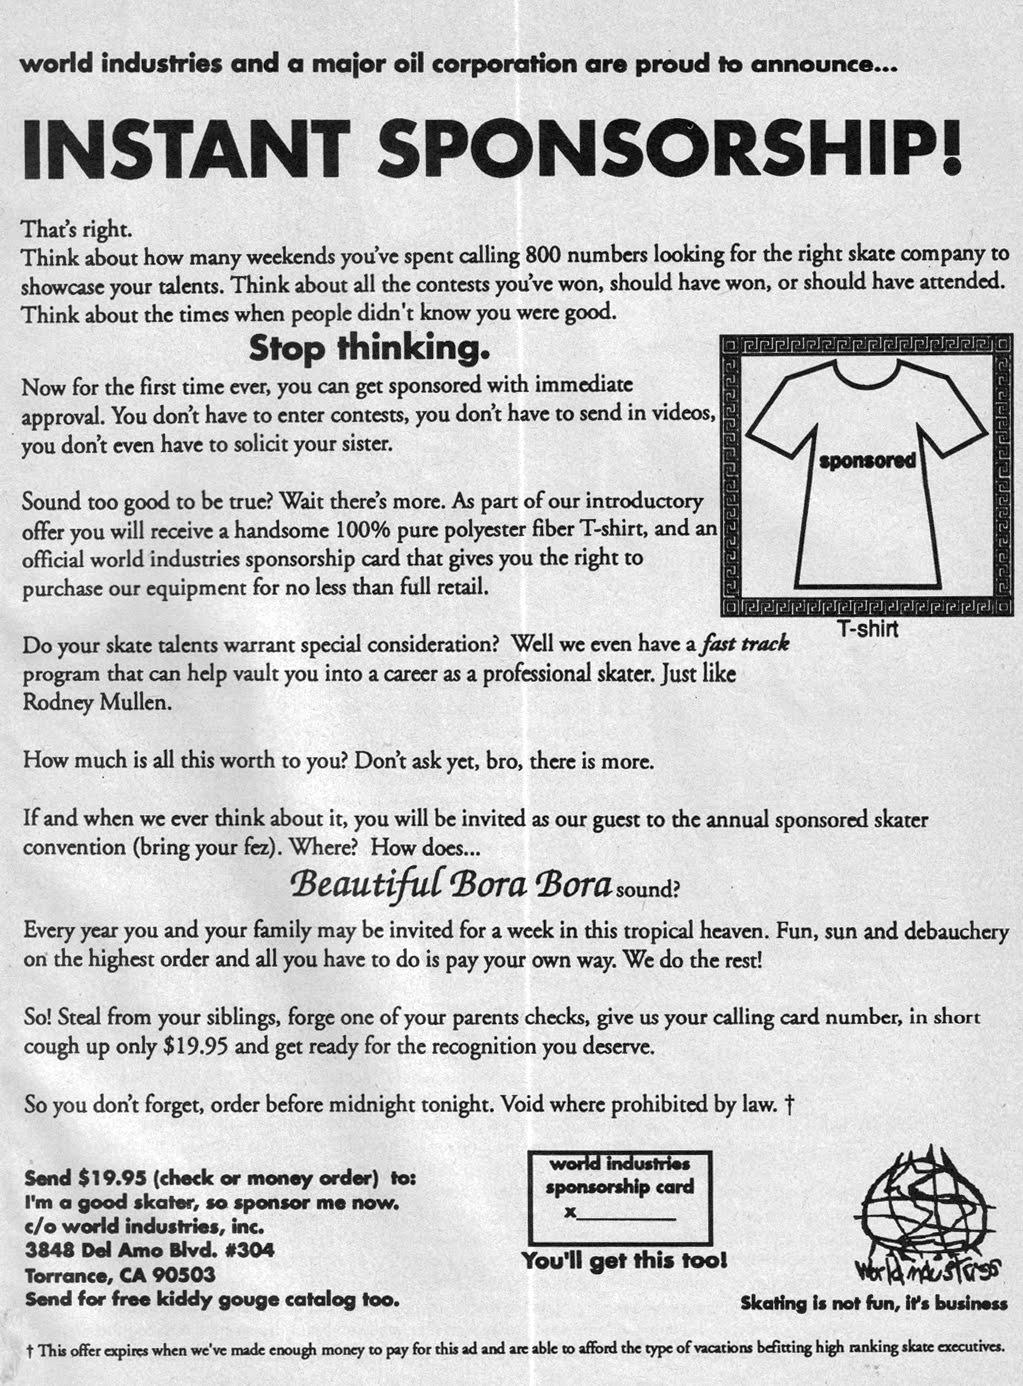 world industries and a major oil corporation are proud to announce...
INSTANT SPONSORSHIP!
That's right.
Think about how many weekends you've spent calling 800 numbers looking for the right skate company to
showcase your talents. Think about all the contests you've won, should have won, or should have attended.
Think about the times when people didn't know you were good.
Stop thinking.
Now for the first time ever, you can get sponsored with immediate
approval. You don't have to enter contests, you don't have to send in videos,
you don't even have to solicit your sister.
sponsored
T-shirt
Sound too good to be true? Wait there's more. As part of our introductory
offer you will receive a handsome 100% pure polyester fiber T-shirt, and an
official world industries sponsorship card that gives you the right to
purchase our equipment for no less than full retail.
Do your skate talents warrant special consideration? Well we even have a fast track
program that can help vault you into a career as a professional skater. Just like
Rodney Mullen.
How much is all this worth to you? Don't ask yet, bro, there is more.
If and when we ever think about it, you will be invited as our guest to the annual sponsored skater
convention (bring your fez). Where? How does...
Beautiful Bora Bora sound?
Every year you and your family may be invited for a week in this tropical heaven. Fun, sun and debauchery
on the highest order and all you have to do is pay your own way. We do the rest!
So! Steal from your siblings, forge one of your parents checks, give us your calling card number, in short
cough up only $19.95 and get ready for the recognition you deserve.
So you don't forget, order before midnight tonight. Void where prohibited by law. †
Send $19.95 (check or money order) to:
I'm a good skater, so sponsor me now.
c/o world industries, inc.
3848 Del Amo Blvd. #304
Torrance, CA 90503
Send for free kiddy gouge catalog too.
world industries
sponsorship card
x__________
You'll get this too!
World industries
Skating is not fun, it's business
† This offer expires when we've made enough money to pay for this ad and are able to afford the type of vacations befitting high ranking skate executives.